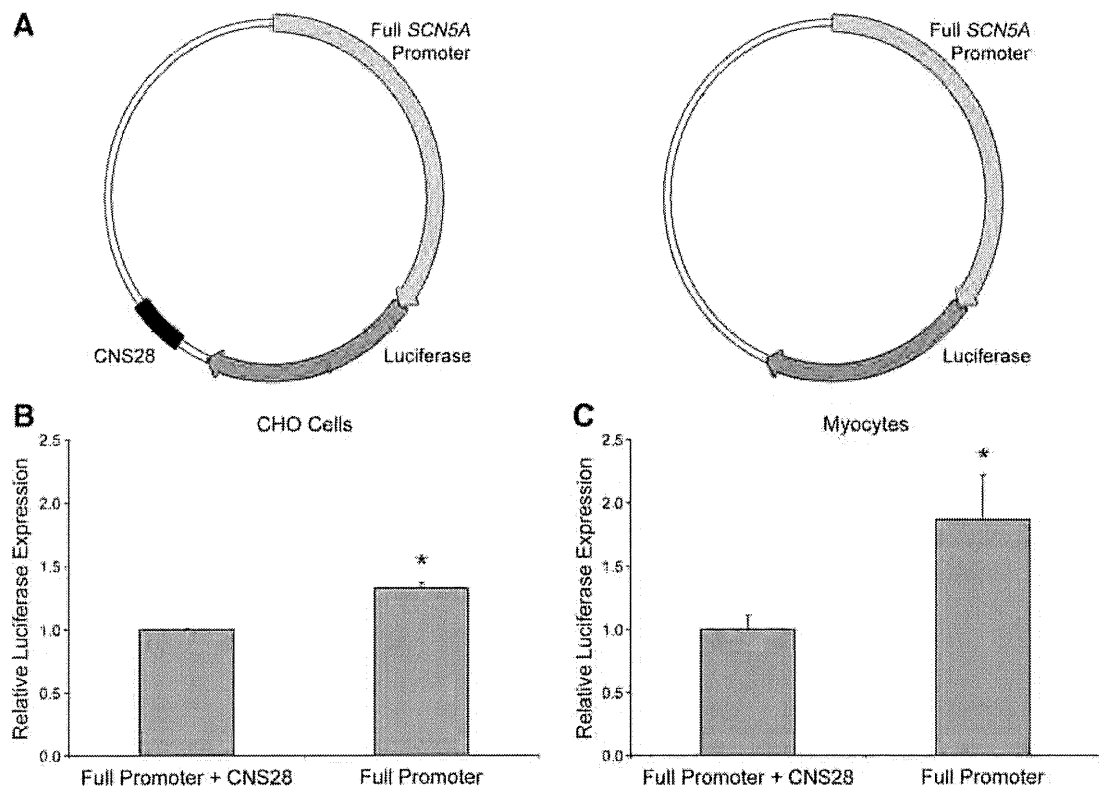 A
Full SCN5A
Promoter
CNS28
Luciferase
Full SCN5A
Promoter
Luciferase
B
CHO Cells
Relative Luciferase Expression
2.5
2.0
1.5
1.0
0.5
0.0
*
Full Promoter + CNS28
Full Promoter
C
Myocytes
Relative Luciferase Expression
2.5
2.0
1.5
1.0
0.5
0.0
*
Full Promoter + CNS28
Full Promoter